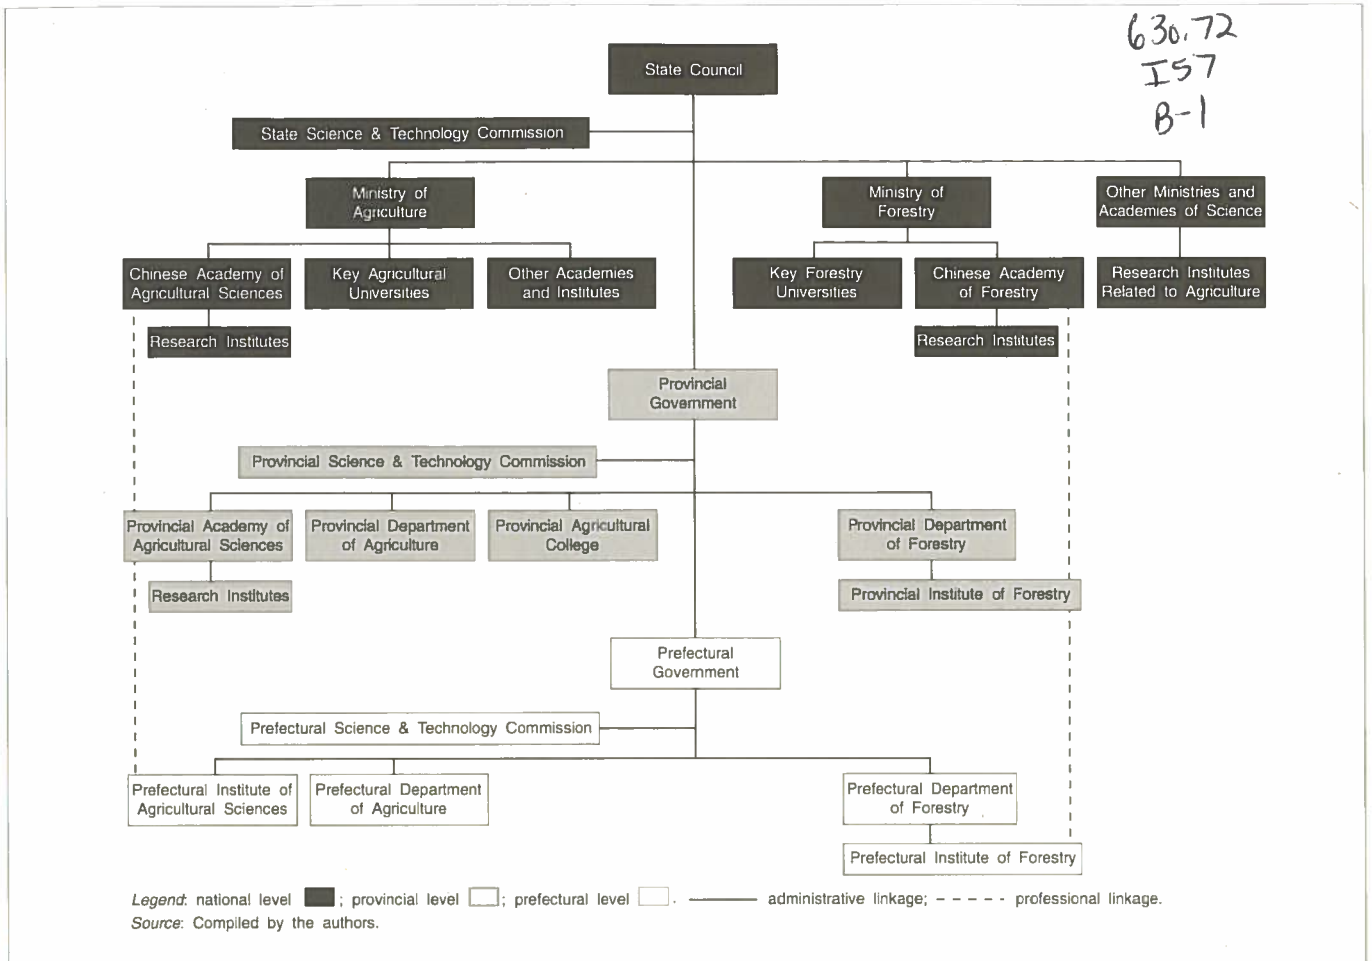 630.72
I57
B-1
State Council
State Science & Technology Commission
Ministry of
Agriculture
Ministry of
Forestry
Other Ministries and
Academies of Science
Chinese Academy of
Agricultural Sciences
Key Agricultural
Universities
Other Academies
and Institutes
Key Forestry
Universities
Chinese Academy
of Forestry
Research Institutes
Related to Agriculture
Research Institutes
Research Institutes
Provincial
Government
Provincial Science & Technology Commission
Provincial Academy of
Agricultural Sciences
Provincial Department
of Agriculture
Provincial Agricultural
College
Provincial Department
of Forestry
Research Institutes
Provincial Institute of Forestry
Prefectural
Government
Prefectural Science & Technology Commission
Prefectural Institute of
Agricultural Sciences
Prefectural Department
of Agriculture
Prefectural Department
of Forestry
Prefectural Institute of Forestry
Legend: national level ; provincial level ; prefectural level . administrative linkage; - - - - - professional linkage.
Source: Compiled by the authors.